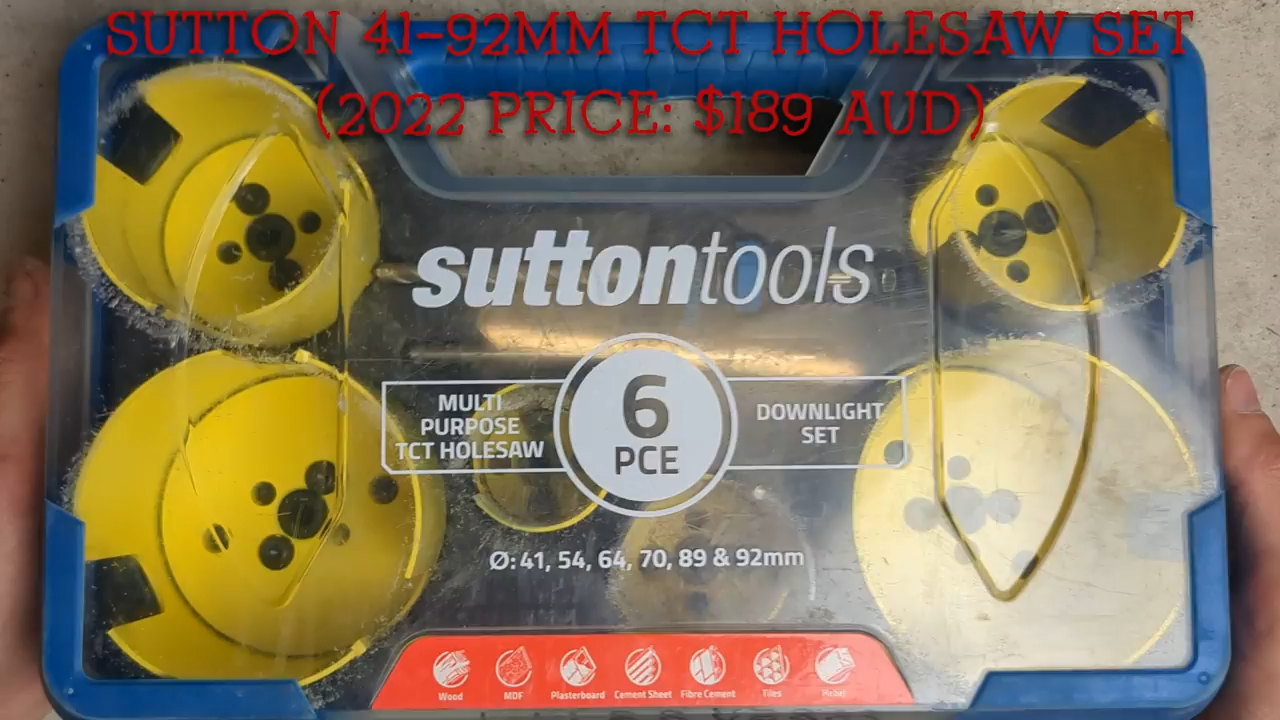 SUTTON 41-92MM TCT HOLESAW SET
(2022 PRICE: $189 AUD)
suttontools
MULTI
PURPOSE
TCT HOLESAW
6
PCE
DOWNLIGHT
SET
Ø: 41, 54, 64, 70, 89 & 92mm
Wood MDF Plasterboard Cement Sheet Fibre Cement Tiles Hebel